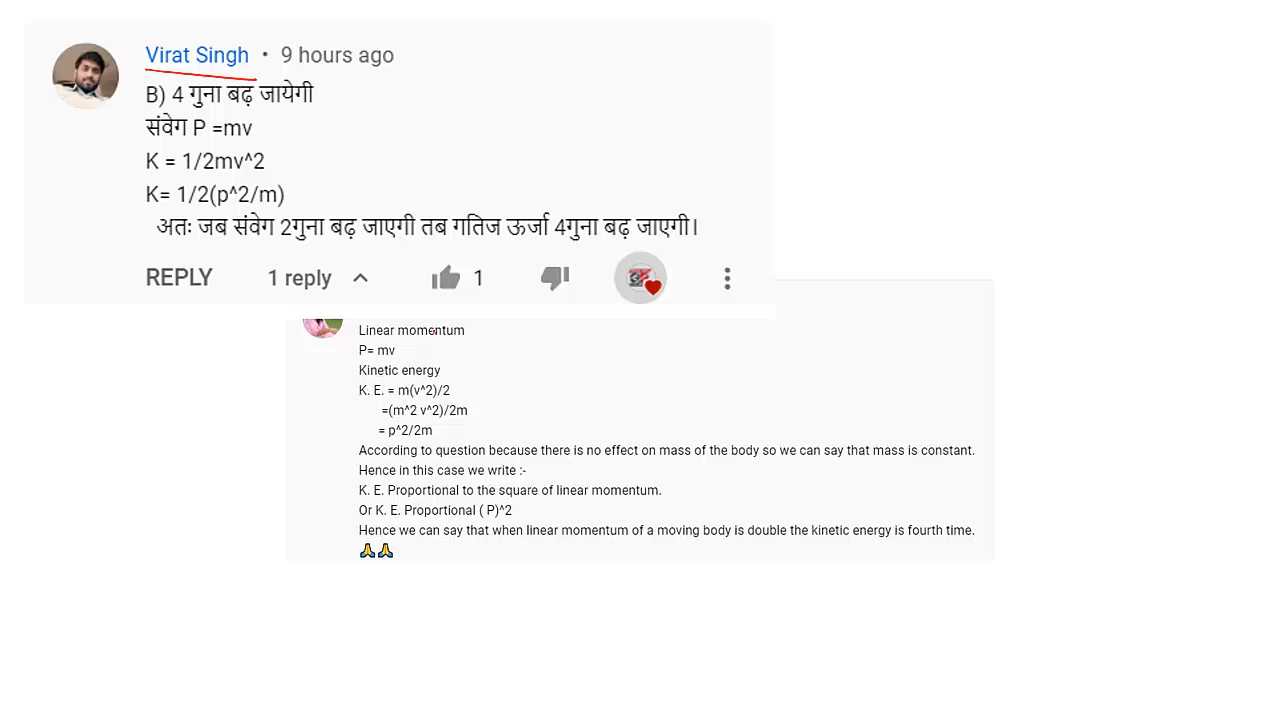 Virat Singh • 9 hours ago
B) 4 गुना बढ़ जायेगी
संवेग P =mv
K = 1/2mv^2
K= 1/2(p^2/m)
अतः जब संवेग 2गुना बढ़ जाएगी तब गतिज ऊर्जा 4गुना बढ़ जाएगी।
REPLY 1 reply 1
Linear momentum
P= mv
Kinetic energy
K. E. = m(v^2)/2
=(m^2 v^2)/2m
= p^2/2m
According to question because there is no effect on mass of the body so we can say that mass is constant.
Hence in this case we write :-
K. E. Proportional to the square of linear momentum.
Or K. E. Proportional ( P)^2
Hence we can say that when linear momentum of a moving body is double the kinetic energy is fourth time.
🙏🙏